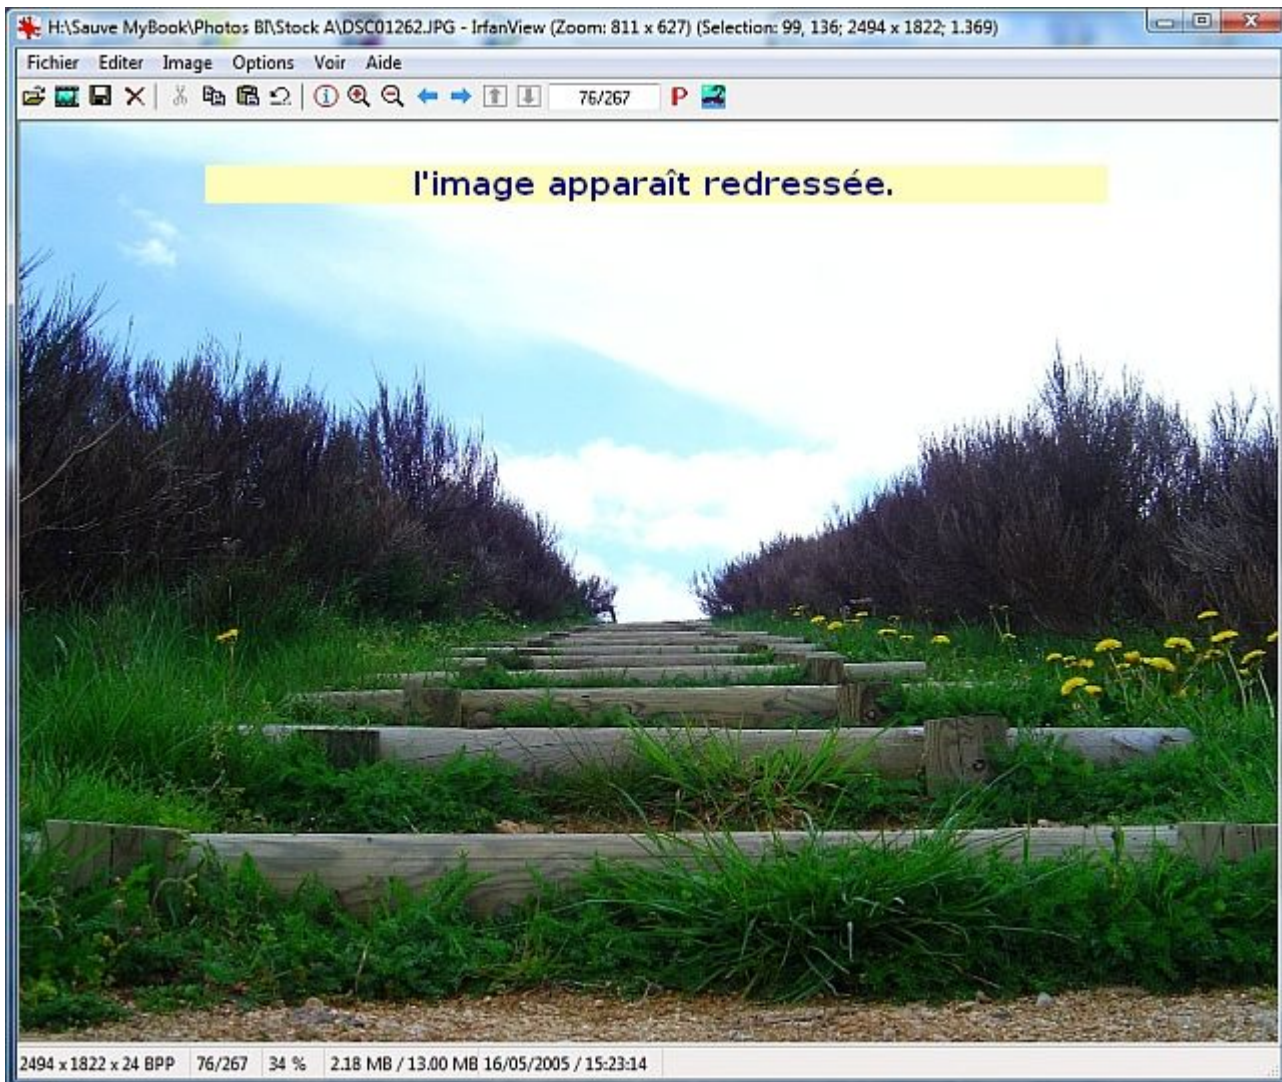 H:\Sauve MyBook\Photos BI\Stock A\DSC01262.JPG - IrfanView (Zoom: 811 x 627) (Selection: 99, 136; 2494 x 1822; 1.369)
Fichier Editer Image Options Voir Aide
76/267 P
l'image apparaît redressée.
2494 x 1822 x 24 BPP 76/267 34 % 2.18 MB / 13.00 MB 16/05/2005 / 15:23:14